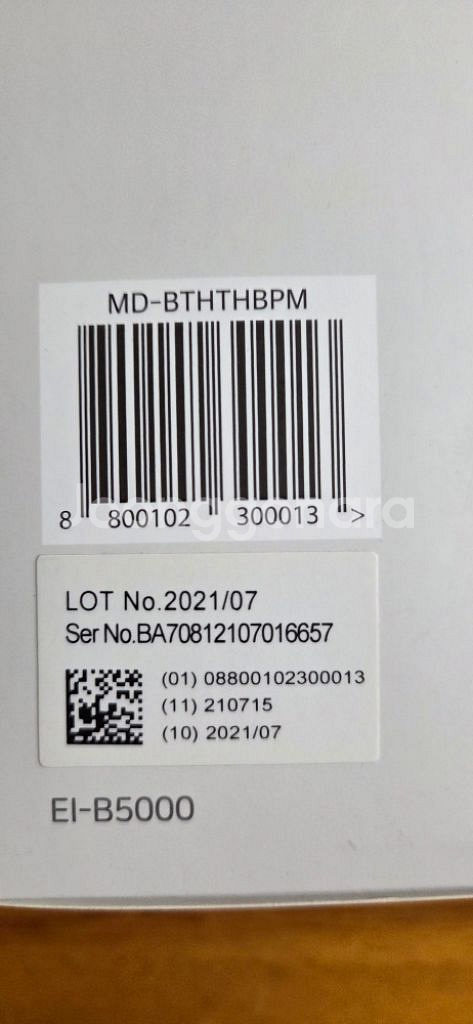 MD-BTHTHBPM
8 800102 300013 >
Joonggonara
LOT No.2021/07
Ser No.BA70812107016657
(01) 08800102300013
(11) 210715
(10) 2021/07
EI-B5000